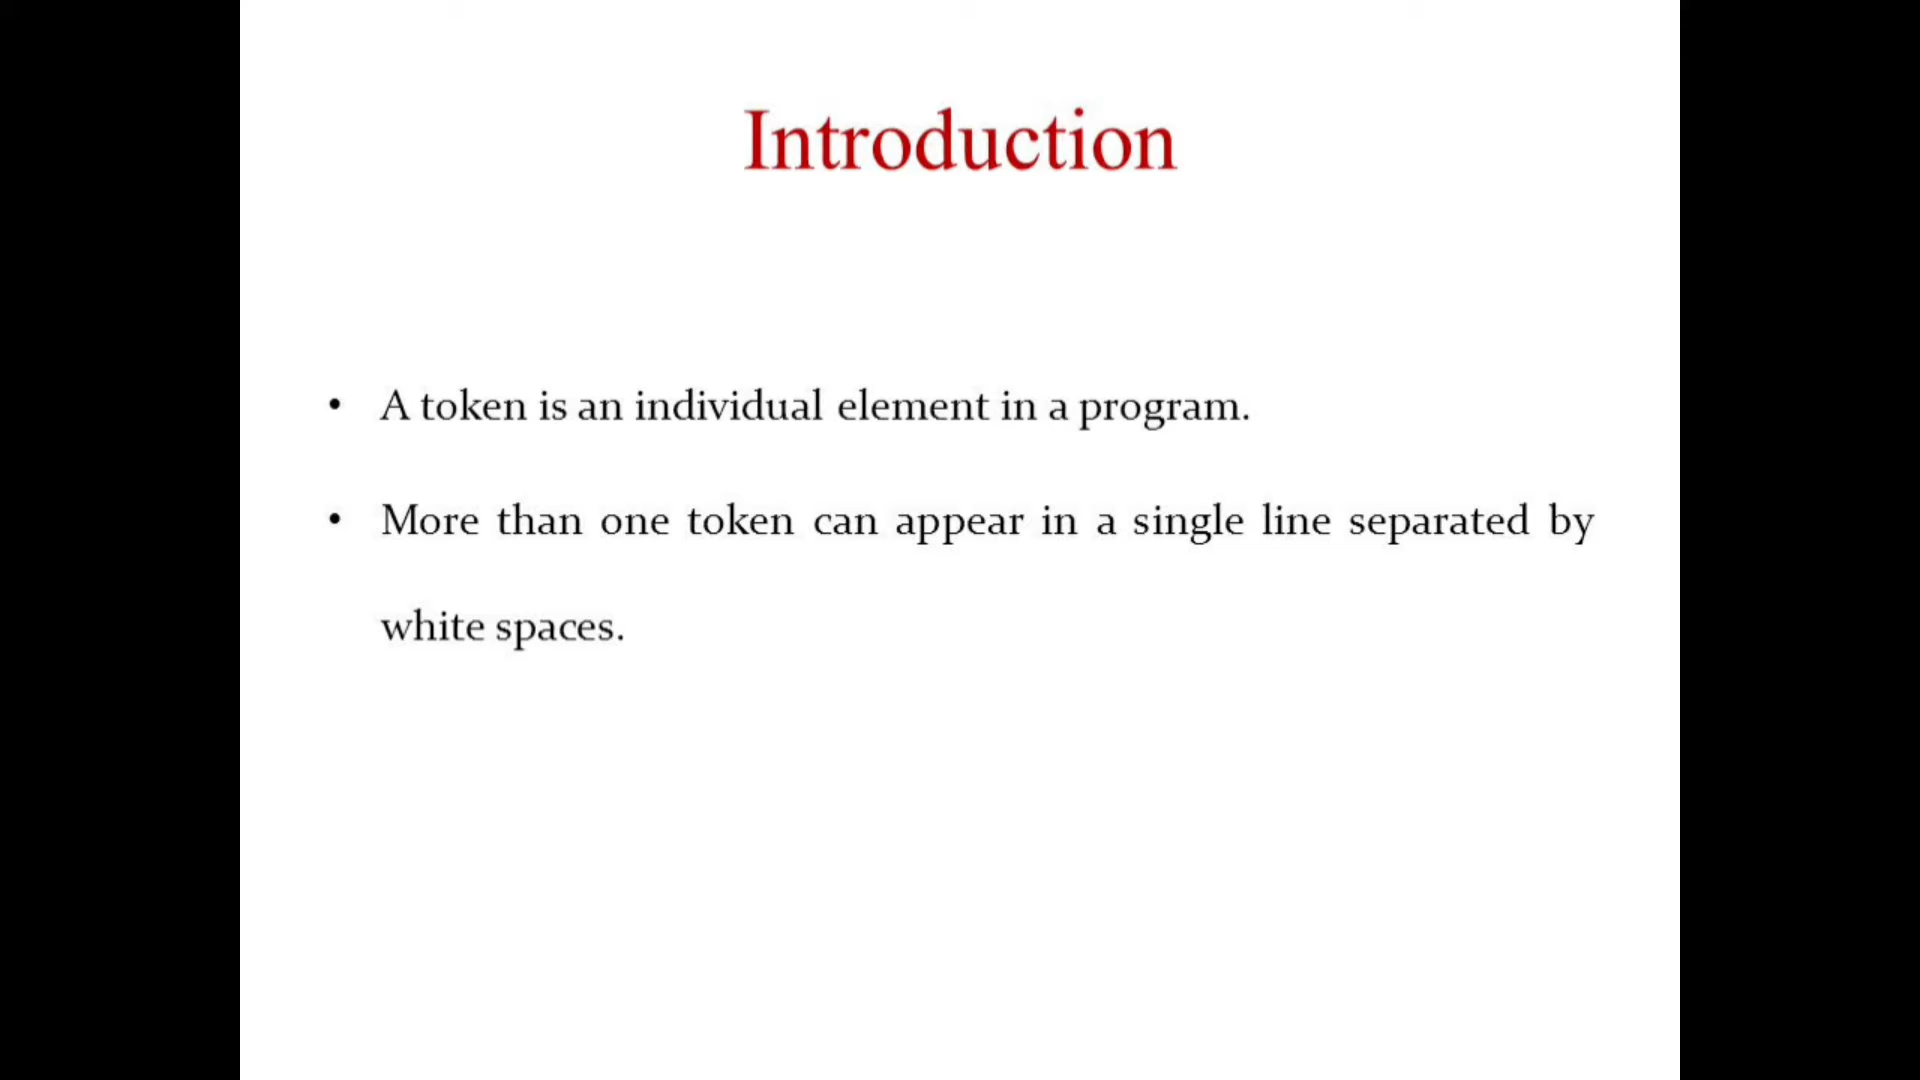 Introduction
• A token is an individual element in a program.
• More than one token can appear in a single line separated by
white spaces.